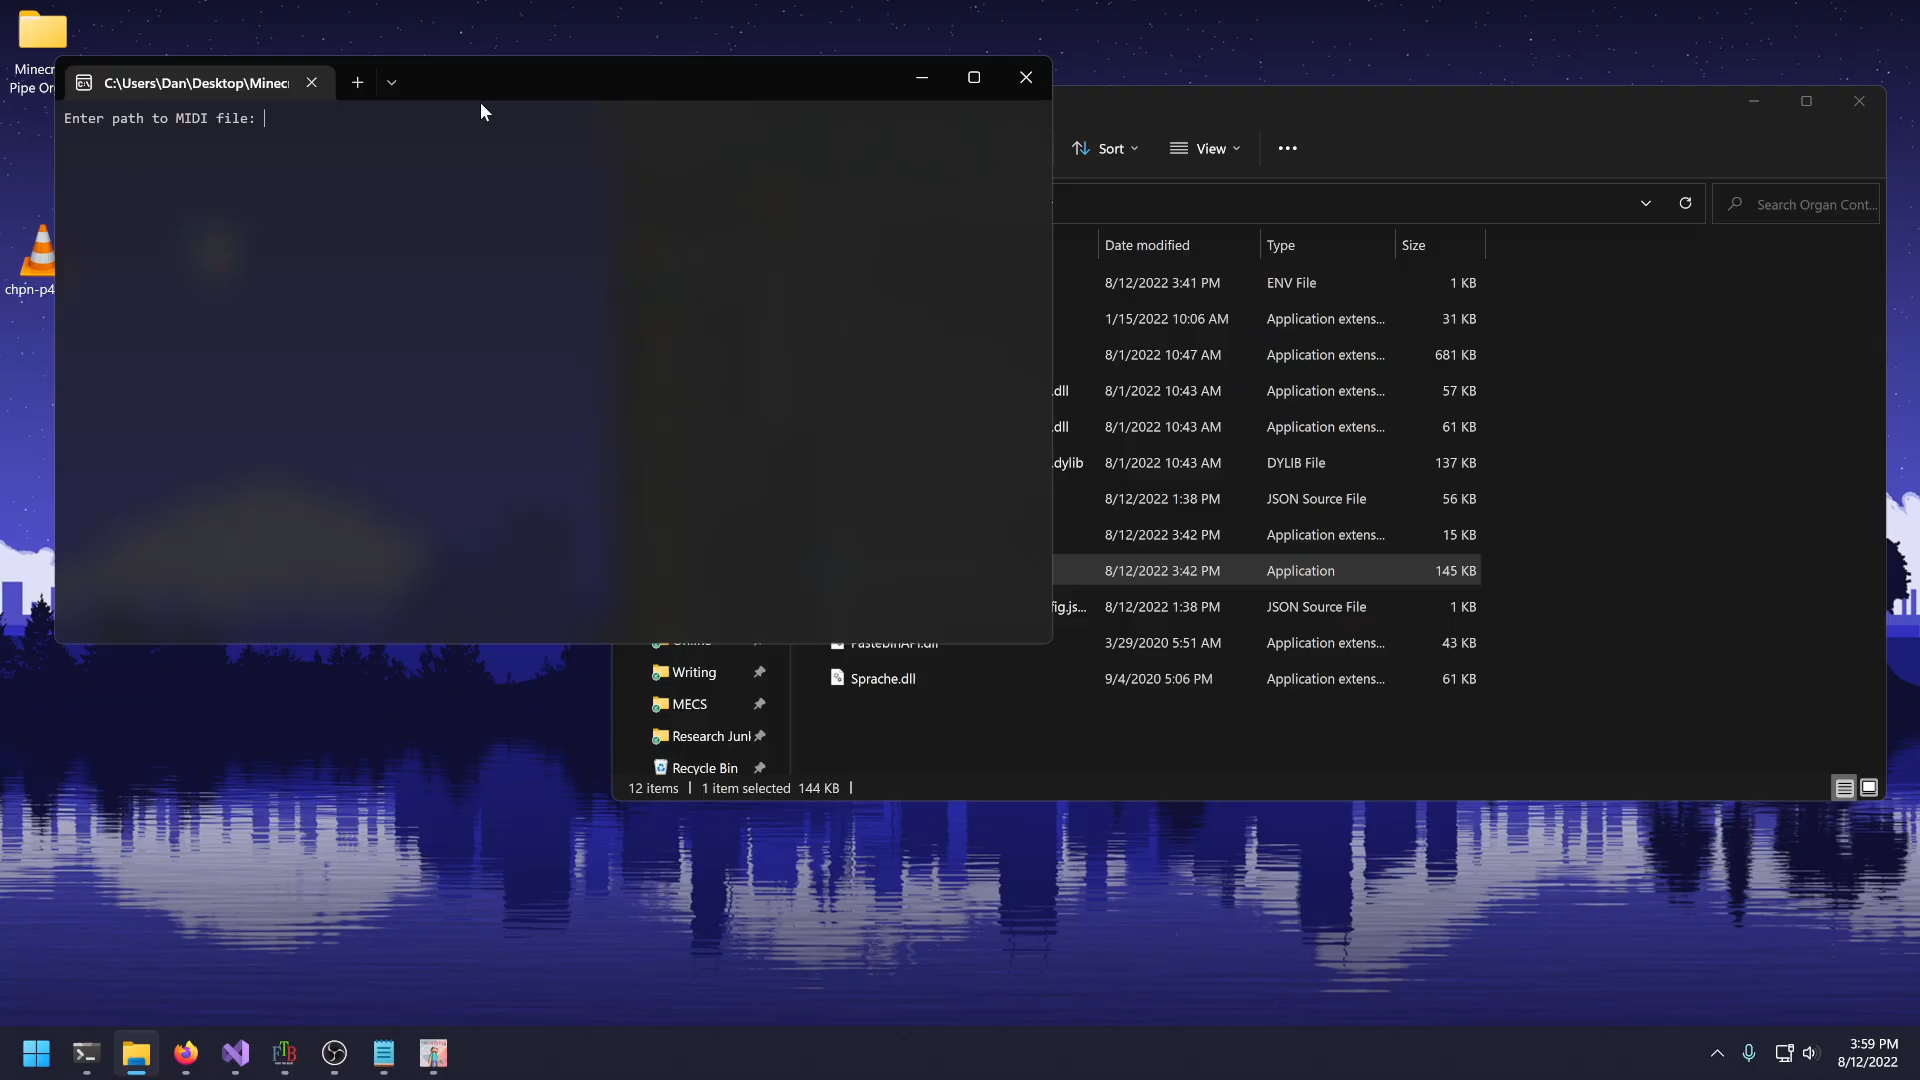 Minecr
Pipe Or
chpn-p4
C:\Users\Dan\Desktop\Minecr
Enter path to MIDI file:
Sort
View
Search Organ Cont...
Date modified
Type
Size
8/12/2022 3:41 PM
ENV File
1 KB
1/15/2022 10:06 AM
Application extens...
31 KB
8/1/2022 10:47 AM
Application extens...
681 KB
.dll
8/1/2022 10:43 AM
Application extens...
57 KB
.dll
8/1/2022 10:43 AM
Application extens...
61 KB
.dylib
8/1/2022 10:43 AM
DYLIB File
137 KB
8/12/2022 1:38 PM
JSON Source File
56 KB
8/12/2022 3:42 PM
Application extens...
15 KB
8/12/2022 3:42 PM
Application
145 KB
fig.js...
8/12/2022 1:38 PM
JSON Source File
1 KB
PastebinAPI.dll
3/29/2020 5:51 AM
Application extens...
43 KB
Sprache.dll
9/4/2020 5:06 PM
Application extens...
61 KB
Writing
MECS
Research Junk
Recycle Bin
12 items
1 item selected 144 KB
FTB
3:59 PM
8/12/2022